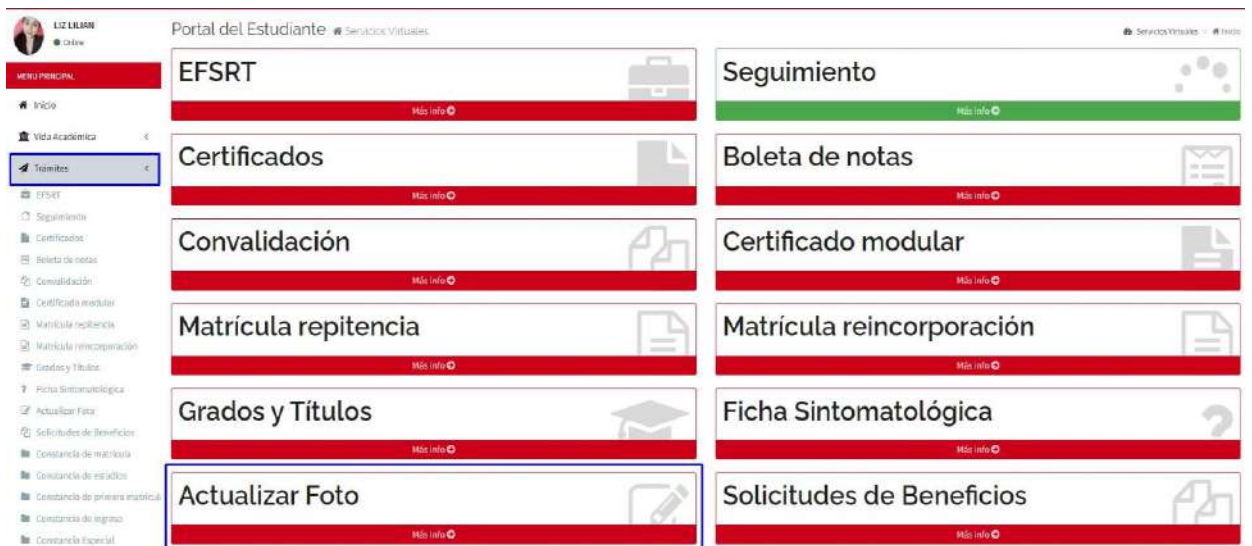 LIZ LILIAN
Online
MENU PRINCIPAL
Inicio
Vida Académica
Trámites
EFSRT
Seguimiento
Certificados
Boleta de notas
Convalidación
Certificado modular
Matrícula repitencia
Matrícula reincorporación
Grados y Títulos
Ficha Sintomatológica
Actualizar Foto
Solicitudes de Beneficios
Constancia de matrícula
Constancia de estudios
Constancia de primera matrícul
Constancia de ingreso
Constancia Especial
Portal del Estudiante Servicios Virtuales
Servicios Virtuales > Inicio
EFSRT
Más info
Seguimiento
Más info
Certificados
Más info
Boleta de notas
Más info
Convalidación
Más info
Certificado modular
Más info
Matrícula repitencia
Más info
Matrícula reincorporación
Más info
Grados y Títulos
Más info
Ficha Sintomatológica
Más info
Actualizar Foto
Más info
Solicitudes de Beneficios
Más info